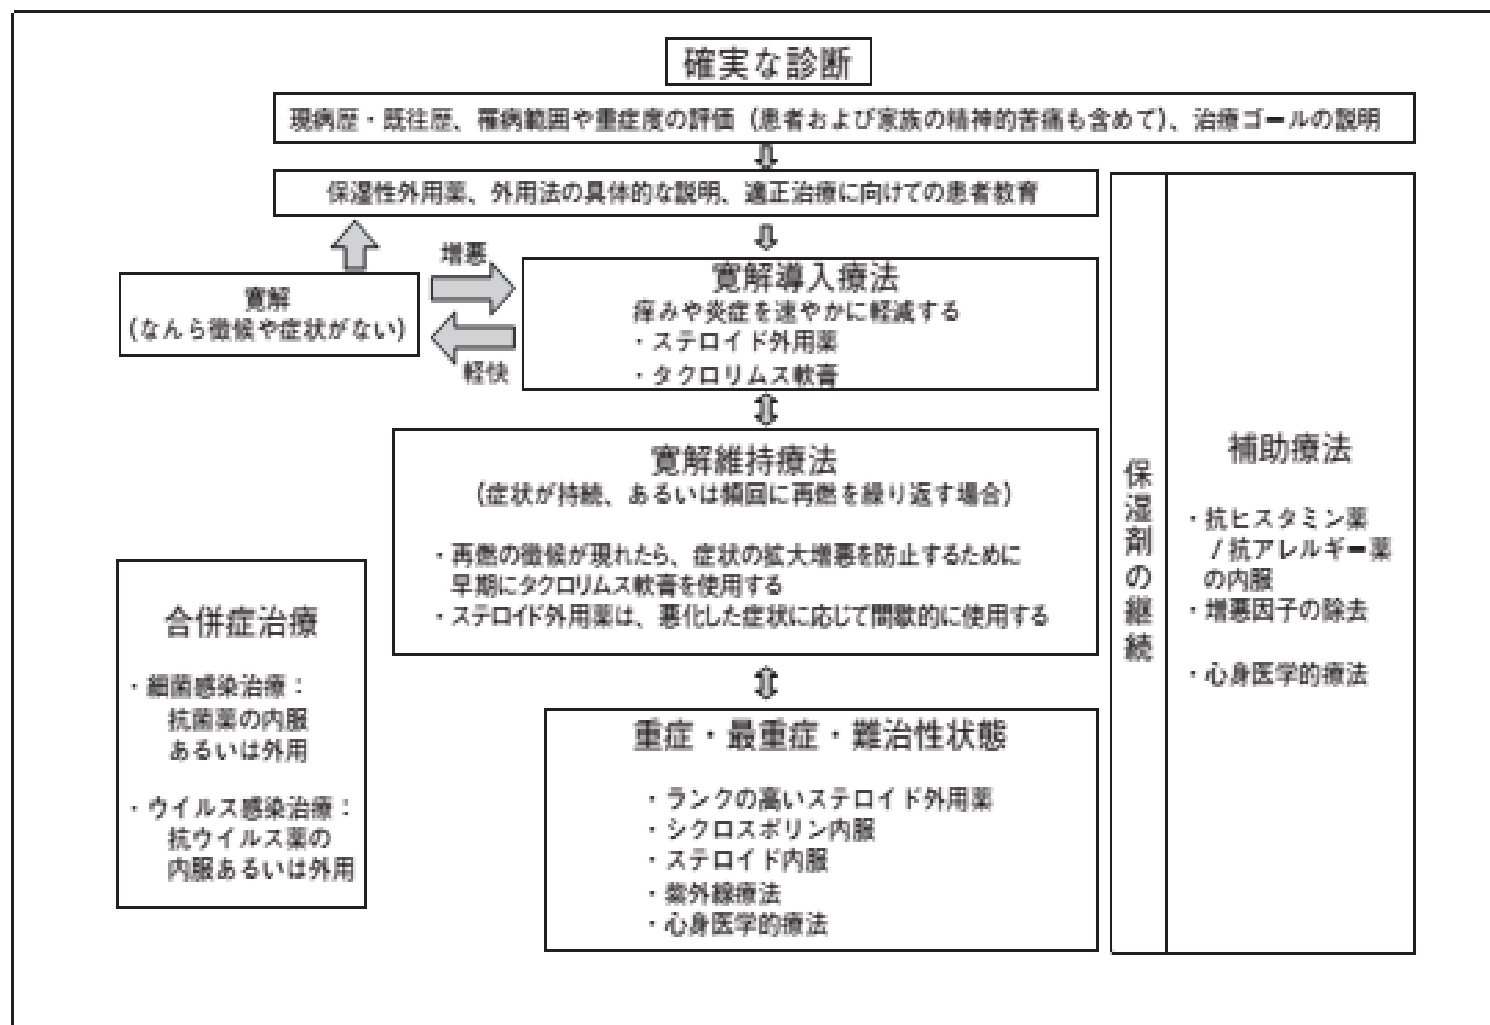 確実な診断
現病歴・既往歴、罹病範囲や重症度の評価（患者および家族の精神的苦痛も含めて）、治療ゴールの説明
保湿性外用薬、外用法の具体的な説明、適正治療に向けての患者教育
増悪
寛解
（なんら徴候や症状がない）
軽快
寛解導入療法
痒みや炎症を速やかに軽減する
・ステロイド外用薬
・タクロリムス軟膏
寛解維持療法
（症状が持続、あるいは頻回に再燃を繰り返す場合）
・再燃の徴候が現れたら、症状の拡大増悪を防止するために
早期にタクロリムス軟膏を使用する
・ステロイド外用薬は、悪化した症状に応じて間歇的に使用する
重症・最重症・難治性状態
・ランクの高いステロイド外用薬
・シクロスポリン内服
・ステロイド内服
・紫外線療法
・心身医学的療法
合併症治療
・細菌感染治療：
抗菌薬の内服
あるいは外用
・ウイルス感染治療：
抗ウイルス薬の
内服あるいは外用
保湿剤の継続
補助療法
・抗ヒスタミン薬
/抗アレルギー薬
の内服
・増悪因子の除去
・心身医学的療法